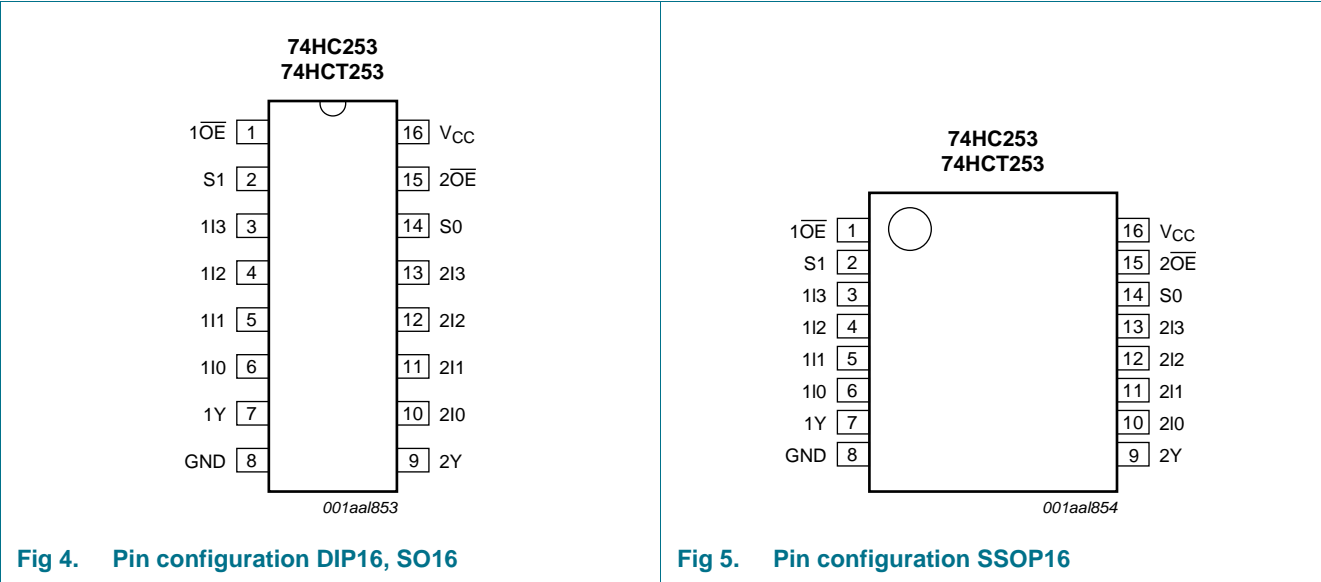 74HC253
74HCT253
1O̅E̅ 1
S1 2
1I3 3
1I2 4
1I1 5
1I0 6
1Y 7
GND 8
16 VCC
15 2O̅E̅
14 S0
13 2I3
12 2I2
11 2I1
10 2I0
9 2Y
001aal853
Fig 4. Pin configuration DIP16, SO16
74HC253
74HCT253
1O̅E̅ 1
S1 2
1I3 3
1I2 4
1I1 5
1I0 6
1Y 7
GND 8
16 VCC
15 2O̅E̅
14 S0
13 2I3
12 2I2
11 2I1
10 2I0
9 2Y
001aal854
Fig 5. Pin configuration SSOP16